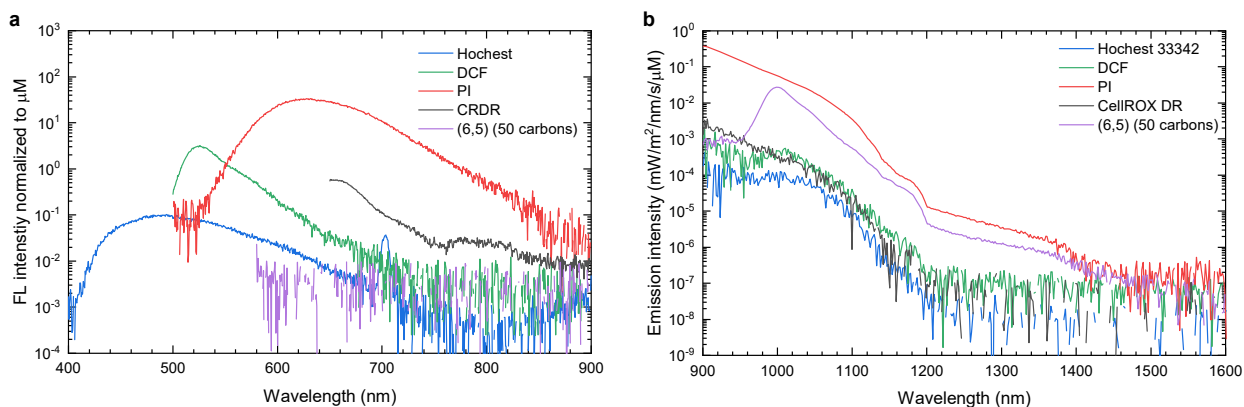 a
FL intenstiy normalized to μM
10³
10²
10¹
10⁰
10⁻¹
10⁻²
10⁻³
10⁻⁴
Hochest
DCF
PI
CRDR
(6,5) (50 carbons)
400 500 600 700 800 900
Wavelength (nm)
b
Emission intensity (mW/m²/nm/s/μM)
10⁰
10⁻¹
10⁻²
10⁻³
10⁻⁴
10⁻⁵
10⁻⁶
10⁻⁷
10⁻⁸
10⁻⁹
Hochest 33342
DCF
PI
CellROX DR
(6,5) (50 carbons)
900 1000 1100 1200 1300 1400 1500 1600
Wavelength (nm)